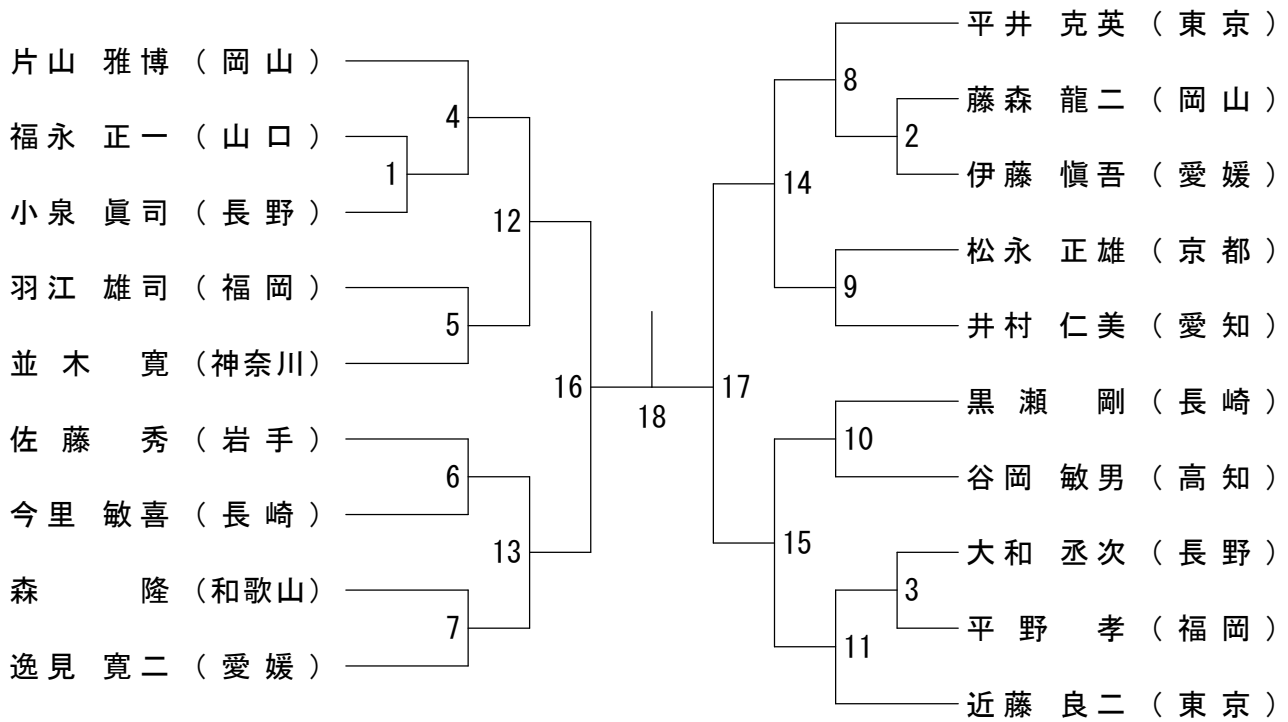 片山 雅博 （ 岡 山 ）
福永 正一 （ 山 口 ）
小泉 眞司 （ 長 野 ）
羽江 雄司 （ 福 岡 ）
並木 寛 （神奈川）
佐藤 秀 （ 岩 手 ）
今里 敏喜 （ 長 崎 ）
森 隆 （和歌山）
逸見 寛二 （ 愛 媛 ）
4
1
12
5
16
6
13
7
18
平井 克英 （ 東 京 ）
藤森 龍二 （ 岡 山 ）
伊藤 愼吾 （ 愛 媛 ）
松永 正雄 （ 京 都 ）
井村 仁美 （ 愛 知 ）
黒瀬 剛 （ 長 崎 ）
谷岡 敏男 （ 高 知 ）
大和 丞次 （ 長 野 ）
平野 孝 （ 福 岡 ）
近藤 良二 （ 東 京 ）
8
2
14
9
17
10
15
3
11